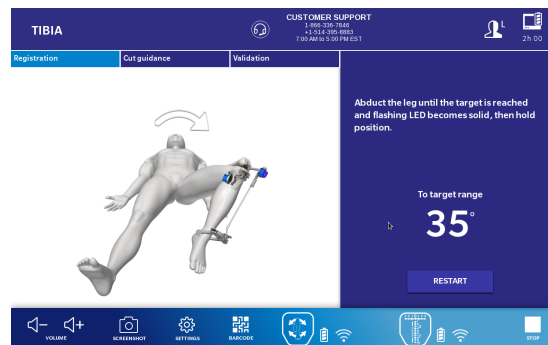 TIBIA
CUSTOMER SUPPORT
1-866-336-7846
+1-514-395-8883
7:00 AM to 5:00 PM EST
L
2h 00
Registration
Cut guidance
Validation
Abduct the leg until the target is reached
and flashing LED becomes solid, then hold
position.
To target range
35°
RESTART
VOLUME
SCREENSHOT
SETTINGS
BARCODE
STOP